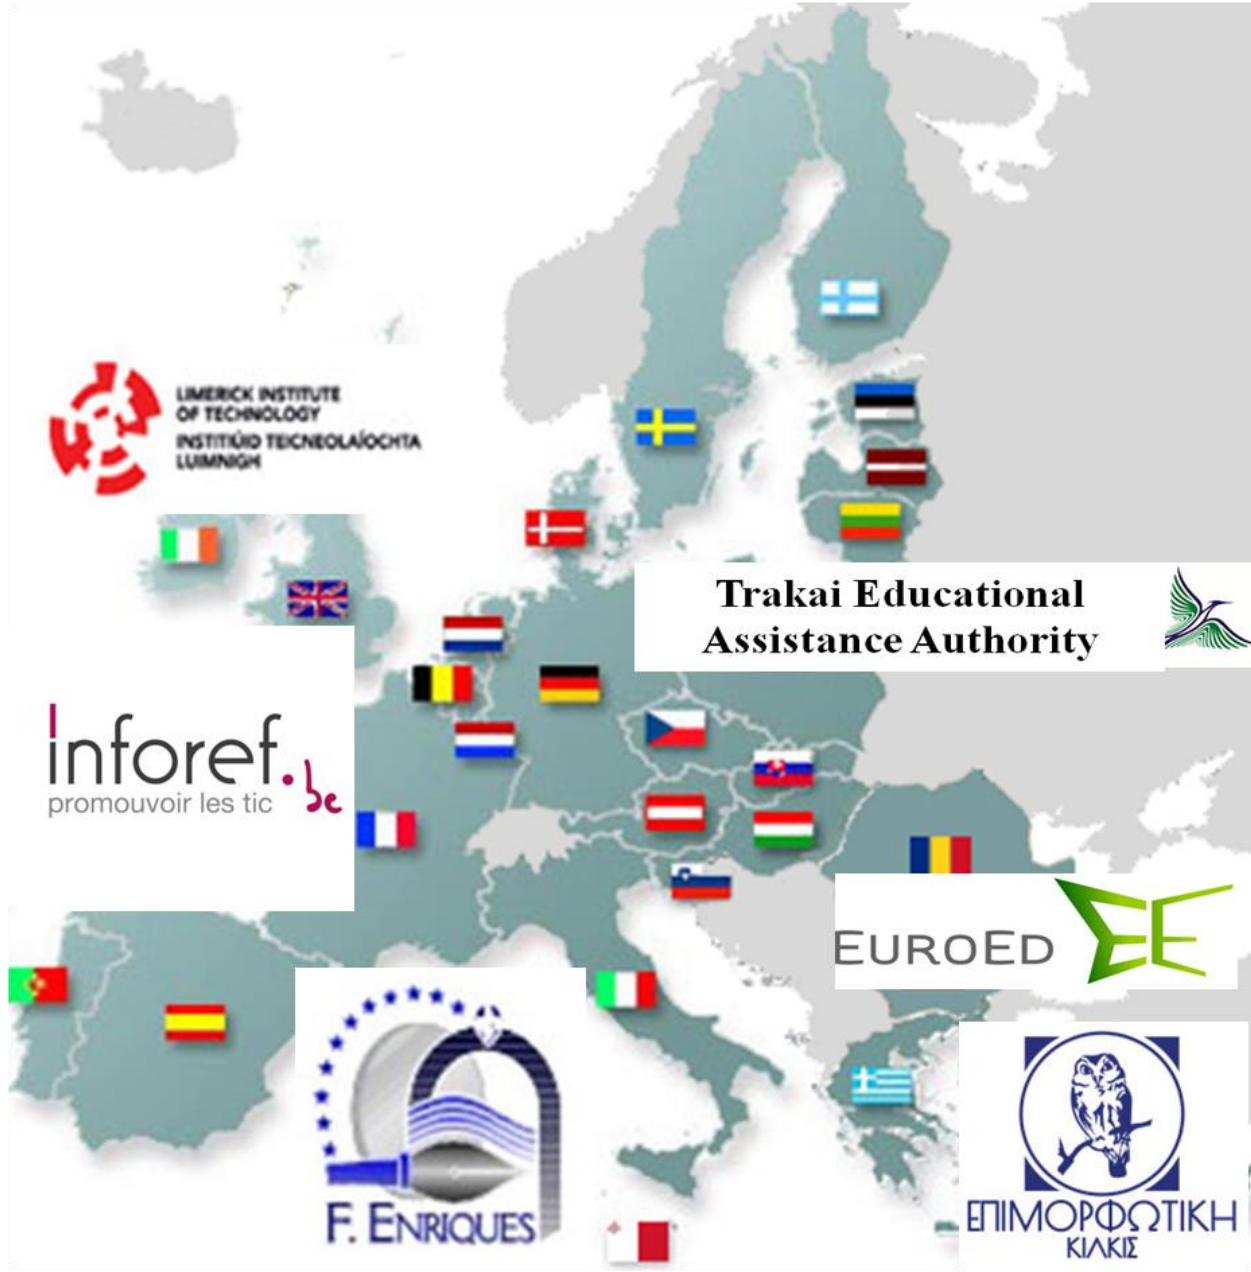 LIMERICK INSTITUTE
OF TECHNOLOGY
INSTITIÚID TEICNEOLAÍOCHTA
LUIMNIGH
Trakai Educational
Assistance Authority
inforef.be
promouvoir les tic
EUROED
F. ENRIQUES
ΕΠΙΜΟΡΦΩΤΙΚΗ
ΚΙΛΚΙΣ